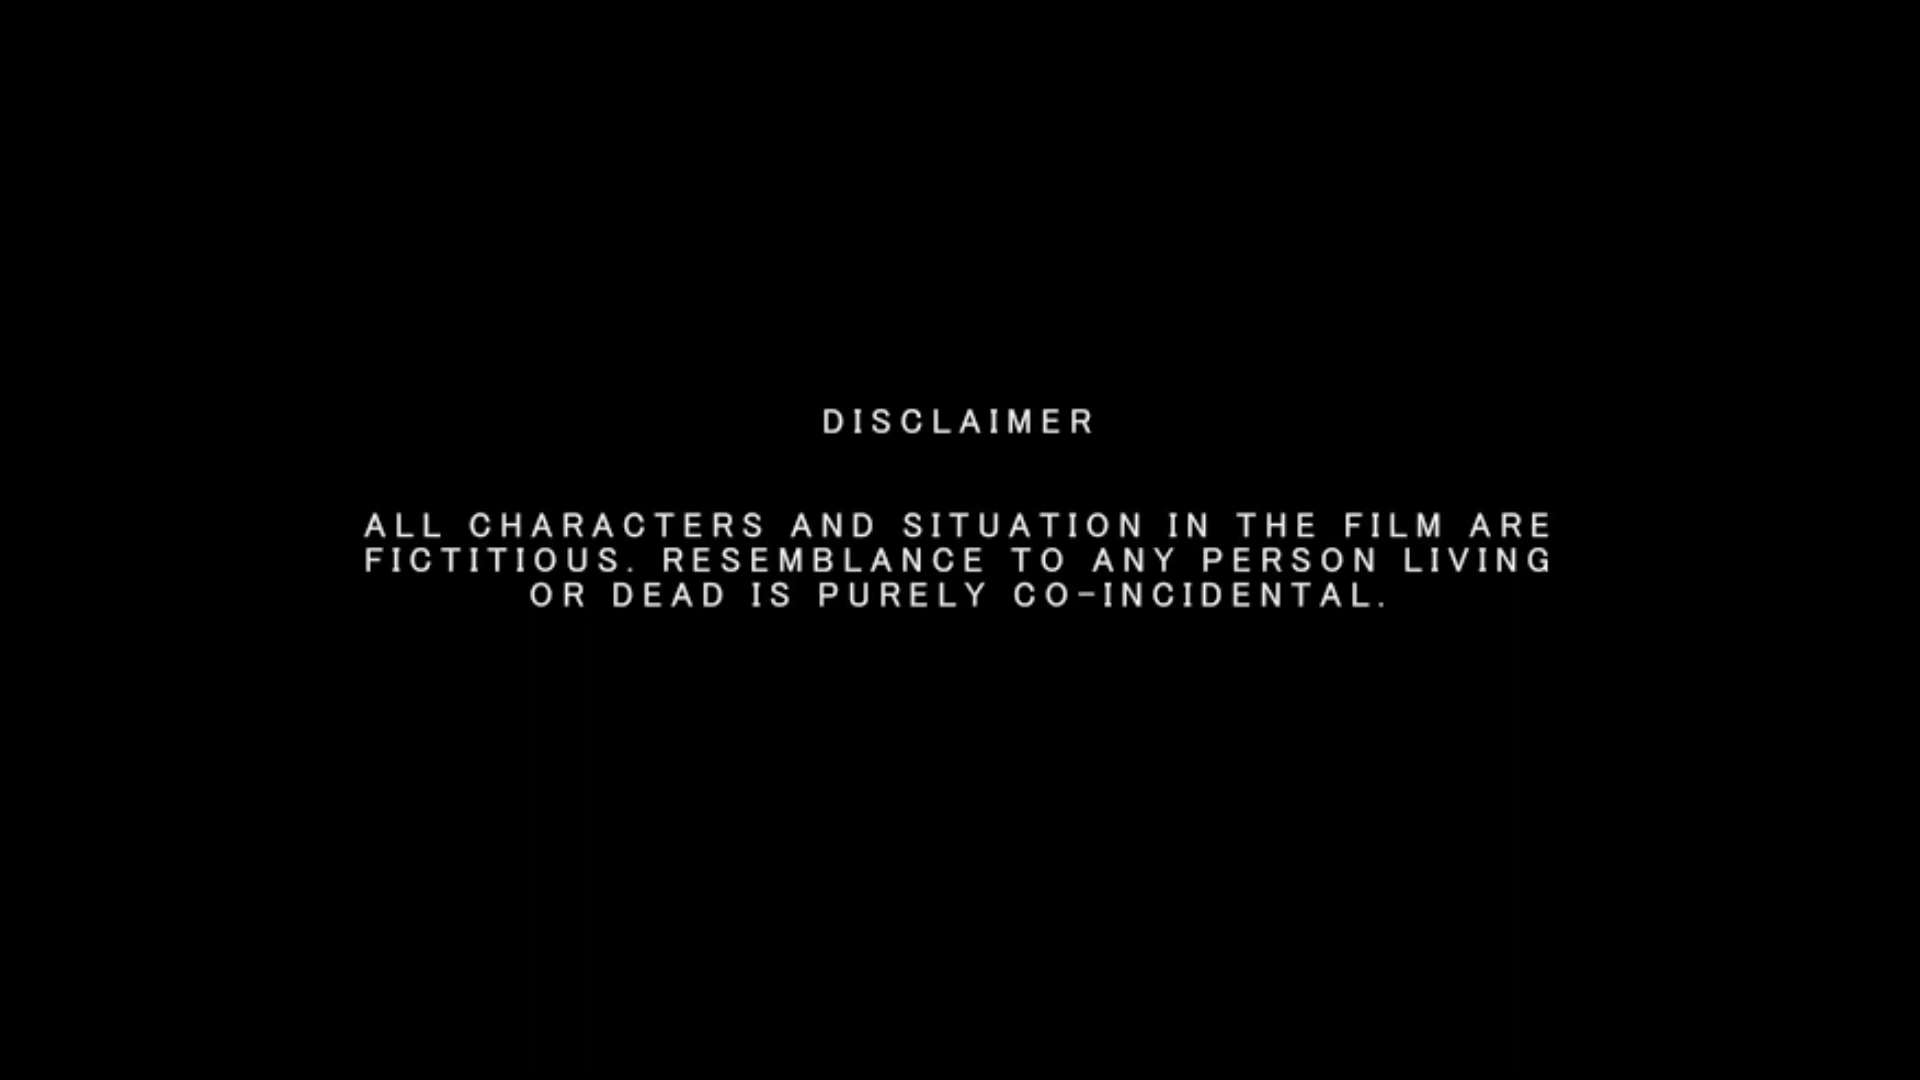 DISCLAIMER
ALL CHARACTERS AND SITUATION IN THE FILM ARE
FICTITIOUS. RESEMBLANCE TO ANY PERSON LIVING
OR DEAD IS PURELY CO-INCIDENTAL.